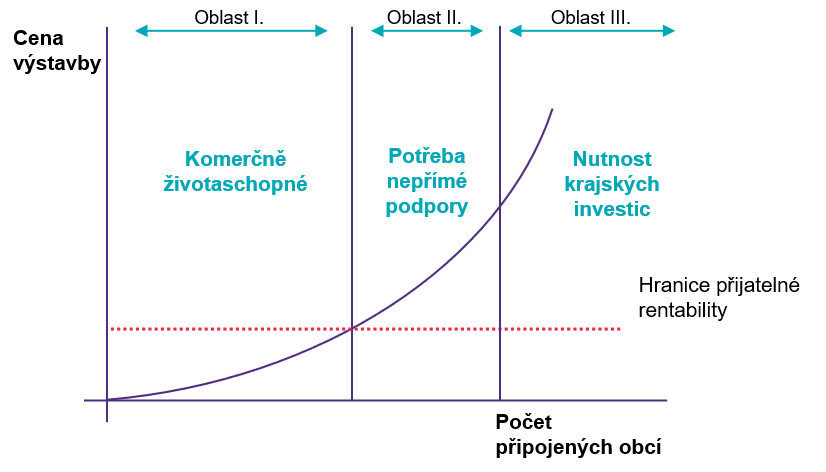 Oblast I.
Oblast II.
Oblast III.
Cena
výstavby
Komerčně
životaschopné
Potřeba
nepřímé
podpory
Nutnost
krajských
investic
Hranice přijatelné
rentability
Počet
připojených obcí